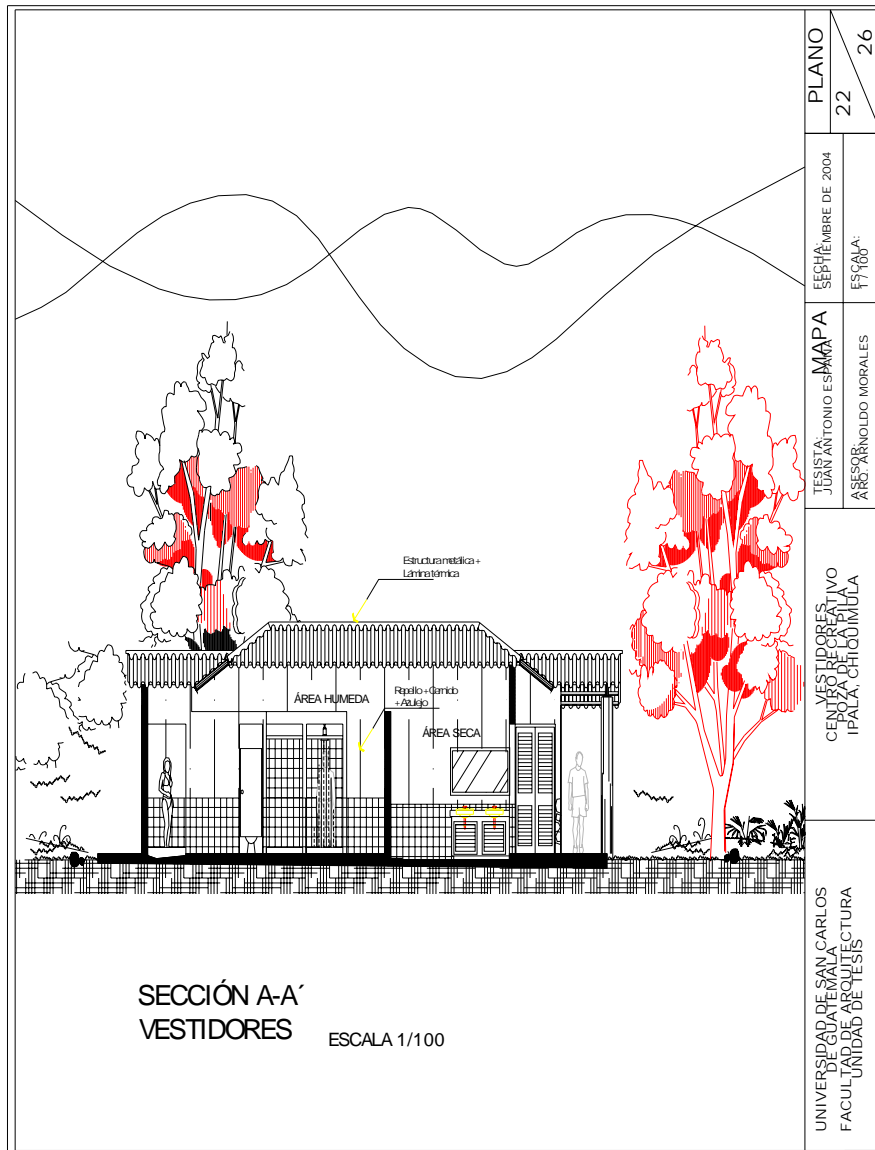 Estructura metálica +
Lámina térmica
ÁREA HUMEDA
Repello + Cernido
+ Azulejo
ÁREA SECA
SECCIÓN A-A´
VESTIDORES
ESCALA 1/100
PLANO
22
26
FECHA:
SEPTIEMBRE DE 2004
ESCALA:
1/100
MAPA
TESISTA:
JUAN ANTONIO ESPAÑA
ASESOR:
ARQ. ARNOLDO MORALES
VESTIDORES
CENTRO RECREATIVO
POZA DE LA PILA
IPALA, CHIQUIMULA
UNIVERSIDAD DE SAN CARLOS
DE GUATEMALA
FACULTAD DE ARQUITECTURA
UNIDAD DE TESIS